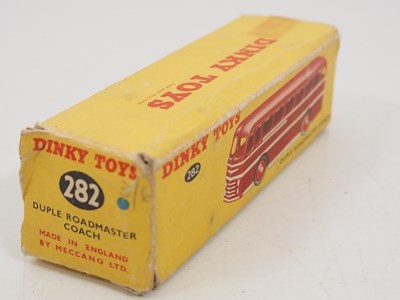 DINKY TOYS
DINKY TOYS
282
DINKY TOYS
282
DUPLE ROADMASTER
COACH
MADE IN ENGLAND
BY MECCANO LTD.